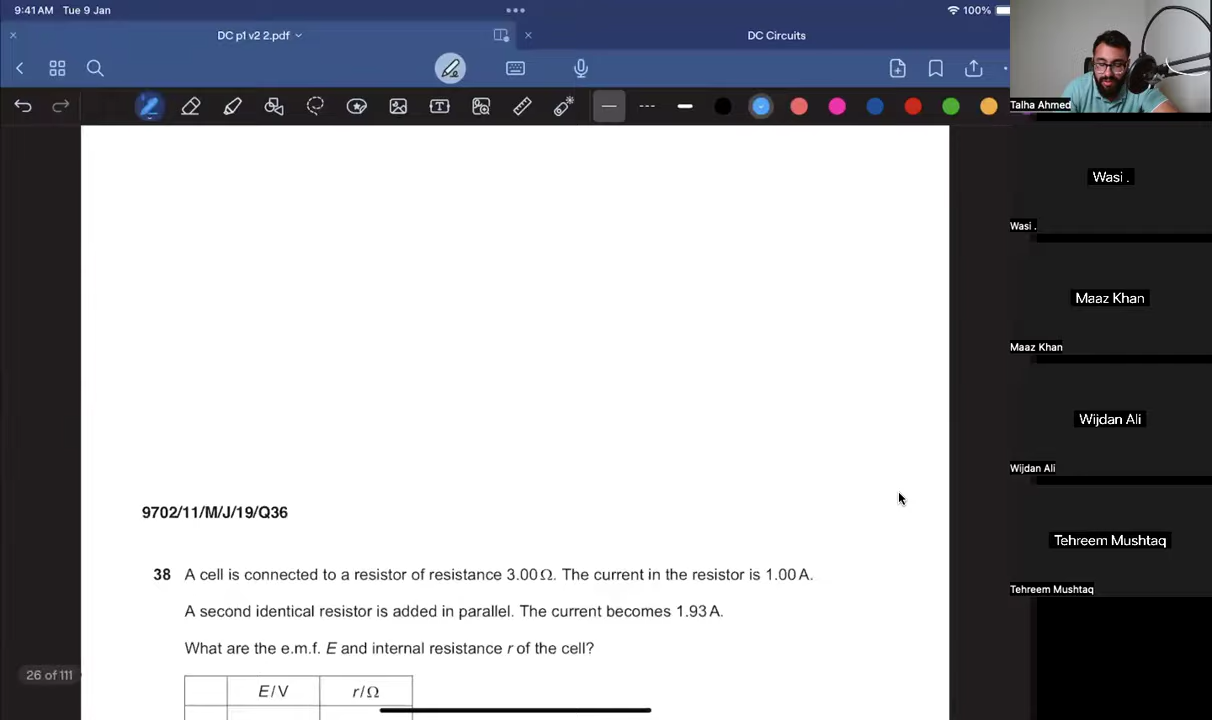 9:41 AM Tue 9 Jan
100%
DC p1 v2 2.pdf
DC Circuits
Talha Ahmed
Wasi .
Wasi .
Maaz Khan
Maaz Khan
Wijdan Ali
Wijdan Ali
Tehreem Mushtaq
Tehreem Mushtaq
9702/11/M/J/19/Q36
38 A cell is connected to a resistor of resistance 3.00 Ω. The current in the resistor is 1.00 A.
A second identical resistor is added in parallel. The current becomes 1.93 A.
What are the e.m.f. E and internal resistance r of the cell?
26 of 111
E/V r/Ω